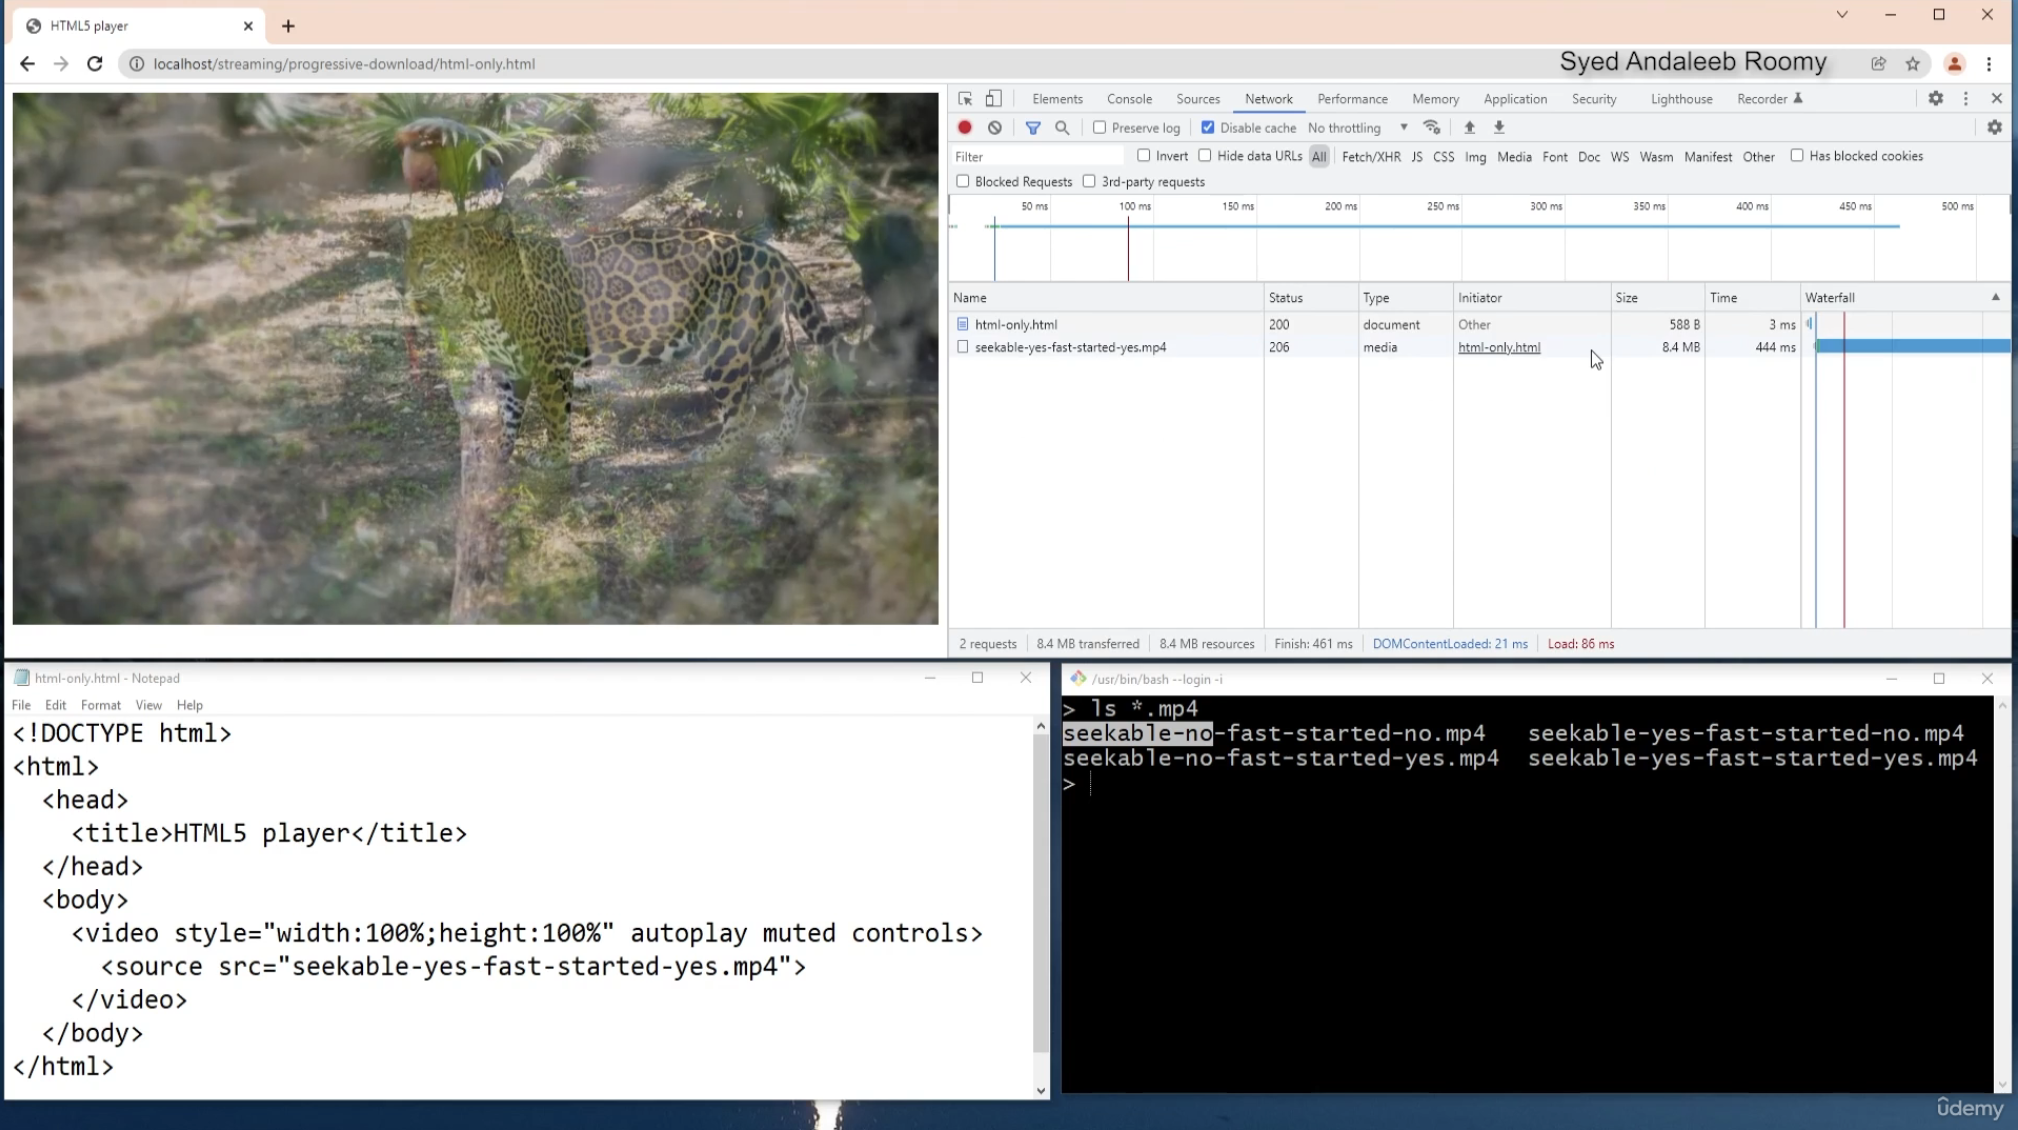 HTML5 player
localhost/streaming/progressive-download/html-only.html
Syed Andaleeb Roomy
Elements Console Sources Network Performance Memory Application Security Lighthouse Recorder
Preserve log Disable cache No throttling
Filter Invert Hide data URLs All Fetch/XHR JS CSS Img Media Font Doc WS Wasm Manifest Other Has blocked cookies
Blocked Requests 3rd-party requests
50 ms 100 ms 150 ms 200 ms 250 ms 300 ms 350 ms 400 ms 450 ms 500 ms
Name Status Type Initiator Size Time Waterfall
html-only.html 200 document Other 588 B 3 ms
seekable-yes-fast-started-yes.mp4 206 media html-only.html 8.4 MB 444 ms
2 requests 8.4 MB transferred 8.4 MB resources Finish: 461 ms DOMContentLoaded: 21 ms Load: 86 ms
html-only.html - Notepad
File Edit Format View Help
<!DOCTYPE html>
<html>
<head>
<title>HTML5 player</title>
</head>
<body>
<video style="width:100%;height:100%" autoplay muted controls>
<source src="seekable-yes-fast-started-yes.mp4">
</video>
</body>
</html>
/usr/bin/bash --login -i
> ls *.mp4
seekable-no-fast-started-no.mp4 seekable-yes-fast-started-no.mp4
seekable-no-fast-started-yes.mp4 seekable-yes-fast-started-yes.mp4
>
ûdemy